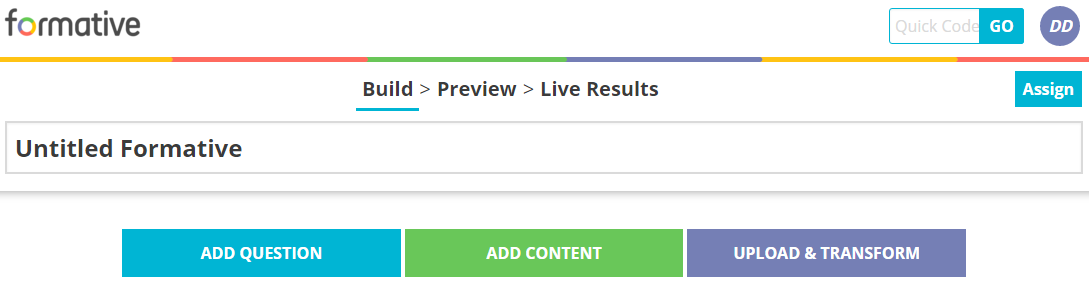 formative
Quick Code GO DD
Build > Preview > Live Results
Assign
Untitled Formative
ADD QUESTION ADD CONTENT UPLOAD & TRANSFORM